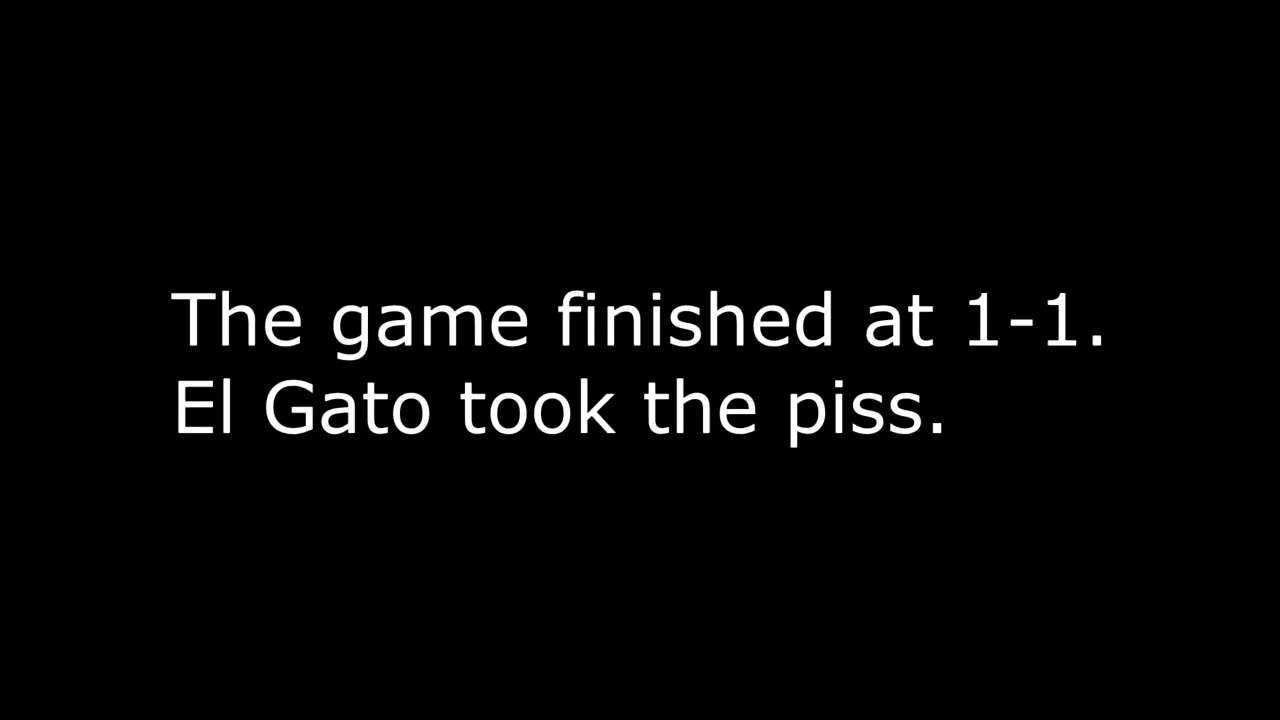 The game finished at 1-1.
El Gato took the piss.